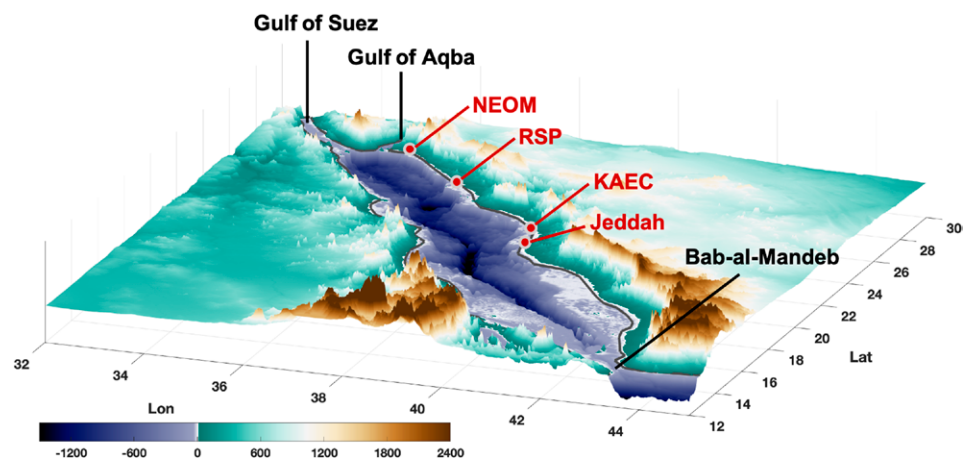 Gulf of Suez
Gulf of Aqba
NEOM
RSP
KAEC
Jeddah
Bab-al-Mandeb
30
28
26
24
22
20
18
16
14
12
Lat
32
34
36
38
40
42
44
Lon
-1200 -600 0 600 1200 1800 2400